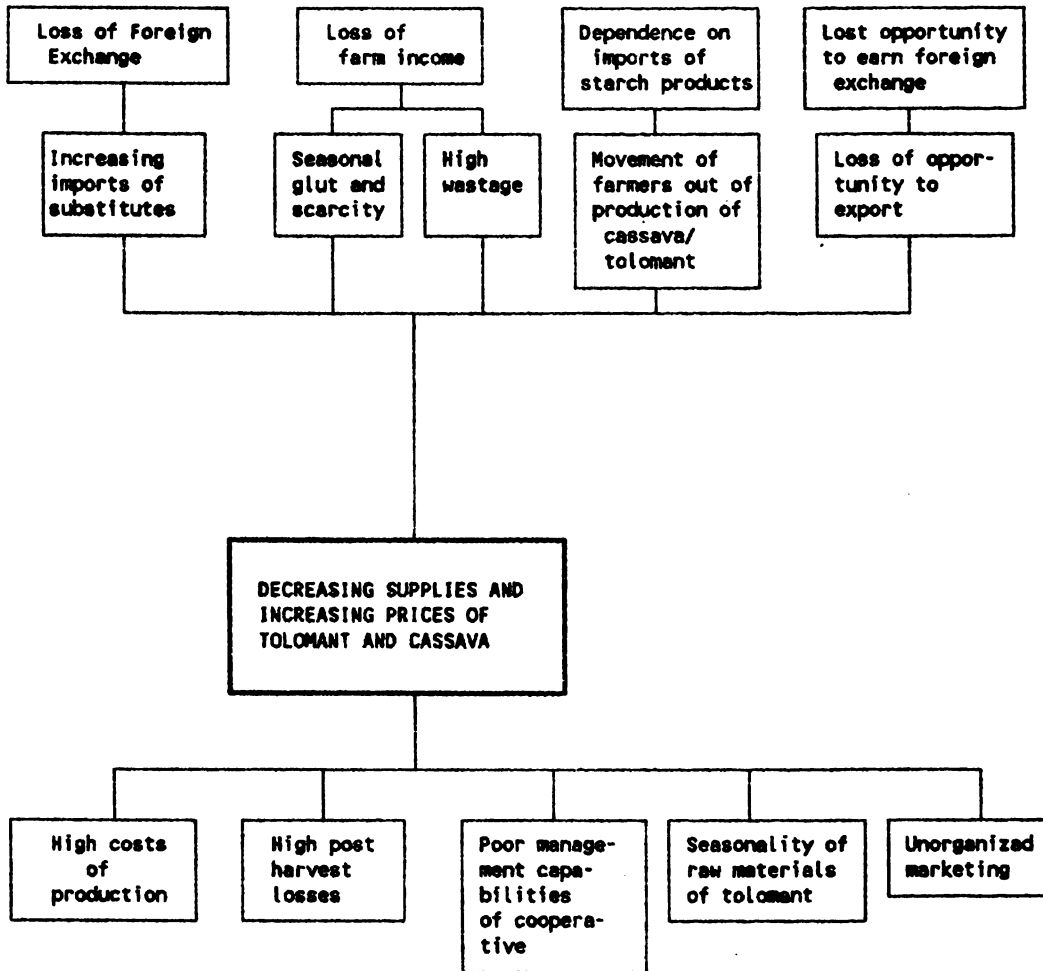 Loss of Foreign
Exchange
Loss of
farm income
Dependence on
imports of
starch products
Lost opportunity
to earn foreign
exchange
Increasing
imports of
substitutes
Seasonal
glut and
scarcity
High
wastage
Movement of
farmers out of
production of
cassava/
tolomant
Loss of oppor-
tunity to
export
DECREASING SUPPLIES AND
INCREASING PRICES OF
TOLOMANT AND CASSAVA
High costs
of
production
High post
harvest
losses
Poor manage-
ment capa-
bilities
of coopera-
tive
Seasonality of
raw materials
of tolomant
Unorganized
marketing